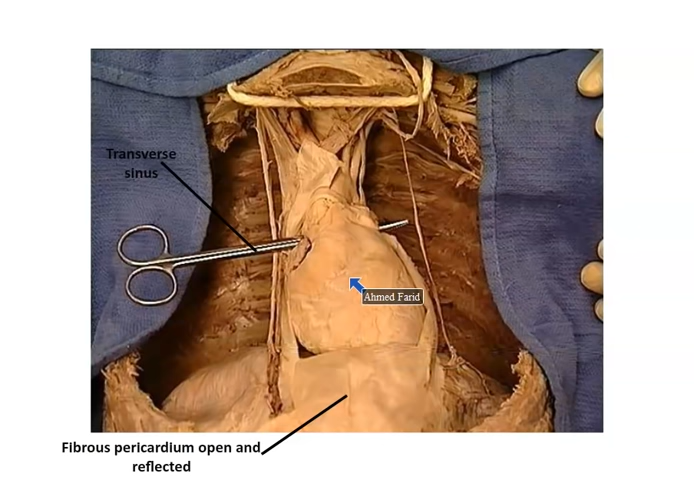 Transverse
sinus
Ahmed Farid
Fibrous pericardium open and
reflected